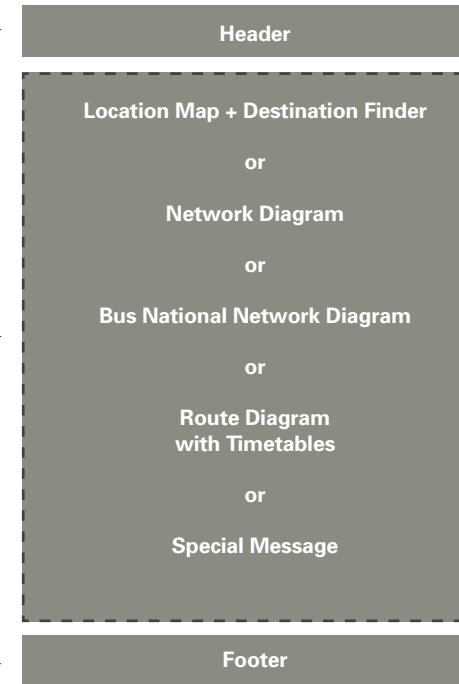 Header
Location Map + Destination Finder
or
Network Diagram
or
Bus National Network Diagram
or
Route Diagram
with Timetables
or
Special Message
Footer